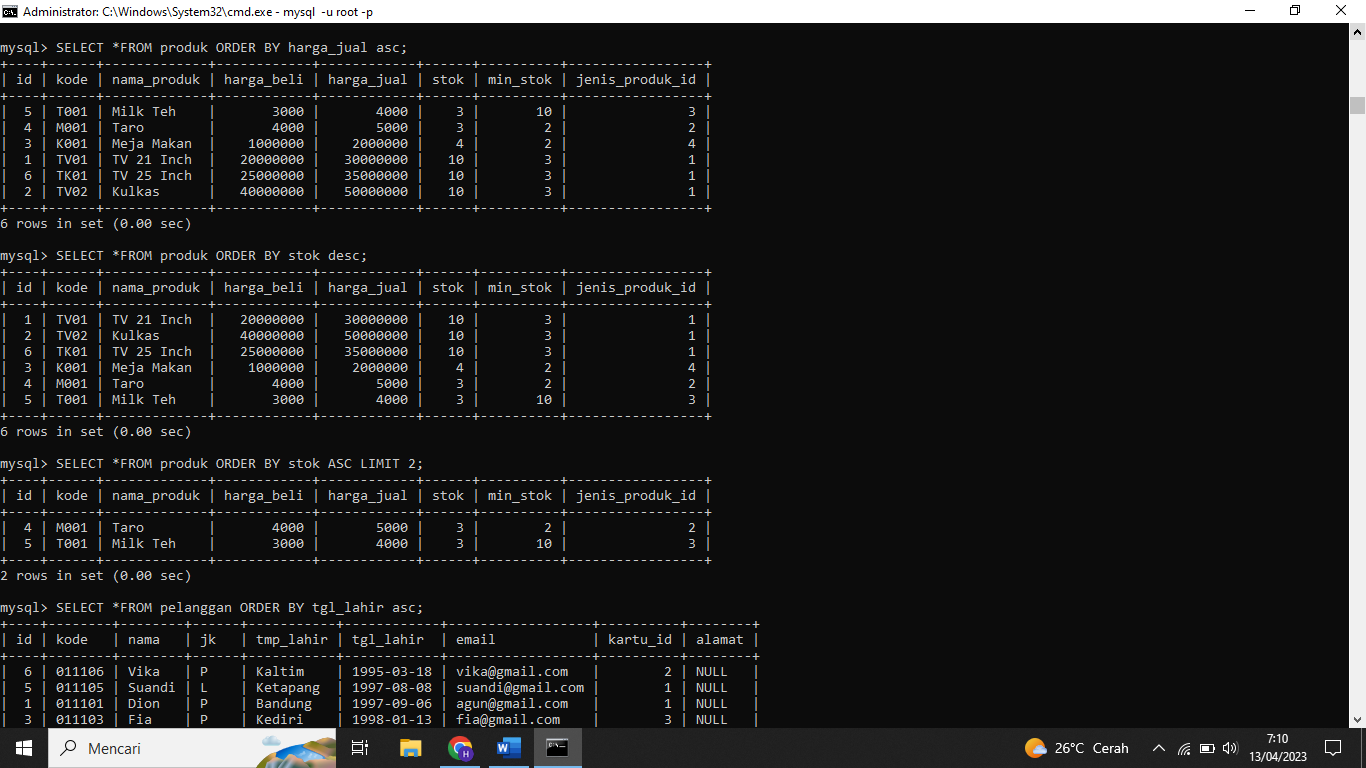 Administrator: C:\Windows\System32\cmd.exe - mysql  -u root -p
mysql> SELECT *FROM produk ORDER BY harga_jual asc;
+----+------+-------------+------------+------------+------+----------+-----------------+
| id | kode | nama_produk | harga_beli | harga_jual | stok | min_stok | jenis_produk_id |
+----+------+-------------+------------+------------+------+----------+-----------------+
|  5 | T001 | Milk Teh    |       3000 |       4000 |    3 |       10 |               3 |
|  4 | M001 | Taro        |       4000 |       5000 |    3 |        2 |               2 |
|  3 | K001 | Meja Makan  |    1000000 |    2000000 |    4 |        2 |               4 |
|  1 | TV01 | TV 21 Inch  |   20000000 |   30000000 |   10 |        3 |               1 |
|  6 | TK01 | TV 25 Inch  |   25000000 |   35000000 |   10 |        3 |               1 |
|  2 | TV02 | Kulkas      |   40000000 |   50000000 |   10 |        3 |               1 |
+----+------+-------------+------------+------------+------+----------+-----------------+
6 rows in set (0.00 sec)
mysql> SELECT *FROM produk ORDER BY stok desc;
+----+------+-------------+------------+------------+------+----------+-----------------+
| id | kode | nama_produk | harga_beli | harga_jual | stok | min_stok | jenis_produk_id |
+----+------+-------------+------------+------------+------+----------+-----------------+
|  1 | TV01 | TV 21 Inch  |   20000000 |   30000000 |   10 |        3 |               1 |
|  2 | TV02 | Kulkas      |   40000000 |   50000000 |   10 |        3 |               1 |
|  6 | TK01 | TV 25 Inch  |   25000000 |   35000000 |   10 |        3 |               1 |
|  3 | K001 | Meja Makan  |    1000000 |    2000000 |    4 |        2 |               4 |
|  4 | M001 | Taro        |       4000 |       5000 |    3 |        2 |               2 |
|  5 | T001 | Milk Teh    |       3000 |       4000 |    3 |       10 |               3 |
+----+------+-------------+------------+------------+------+----------+-----------------+
6 rows in set (0.00 sec)
mysql> SELECT *FROM produk ORDER BY stok ASC LIMIT 2;
+----+------+-------------+------------+------------+------+----------+-----------------+
| id | kode | nama_produk | harga_beli | harga_jual | stok | min_stok | jenis_produk_id |
+----+------+-------------+------------+------------+------+----------+-----------------+
|  4 | M001 | Taro        |       4000 |       5000 |    3 |        2 |               2 |
|  5 | T001 | Milk Teh    |       3000 |       4000 |    3 |       10 |               3 |
+----+------+-------------+------------+------------+------+----------+-----------------+
2 rows in set (0.00 sec)
mysql> SELECT *FROM pelanggan ORDER BY tgl_lahir asc;
+----+--------+--------+------+-----------+------------+------------------+----------+--------+
| id | kode   | nama   | jk   | tmp_lahir | tgl_lahir  | email            | kartu_id | alamat |
+----+--------+--------+------+-----------+------------+------------------+----------+--------+
|  6 | 011106 | Vika   | P    | Kaltim    | 1995-03-18 | vika@gmail.com   |        2 | NULL   |
|  5 | 011105 | Suandi | L    | Ketapang  | 1997-08-08 | suandi@gmail.com |        1 | NULL   |
|  1 | 011101 | Dion   | P    | Bandung   | 1997-09-06 | agun@gmail.com   |        1 | NULL   |
|  3 | 011103 | Fia    | P    | Kediri    | 1998-01-13 | fia@gmail.com    |        3 | NULL   |
Mencari
26°C Cerah
7:10
13/04/2023